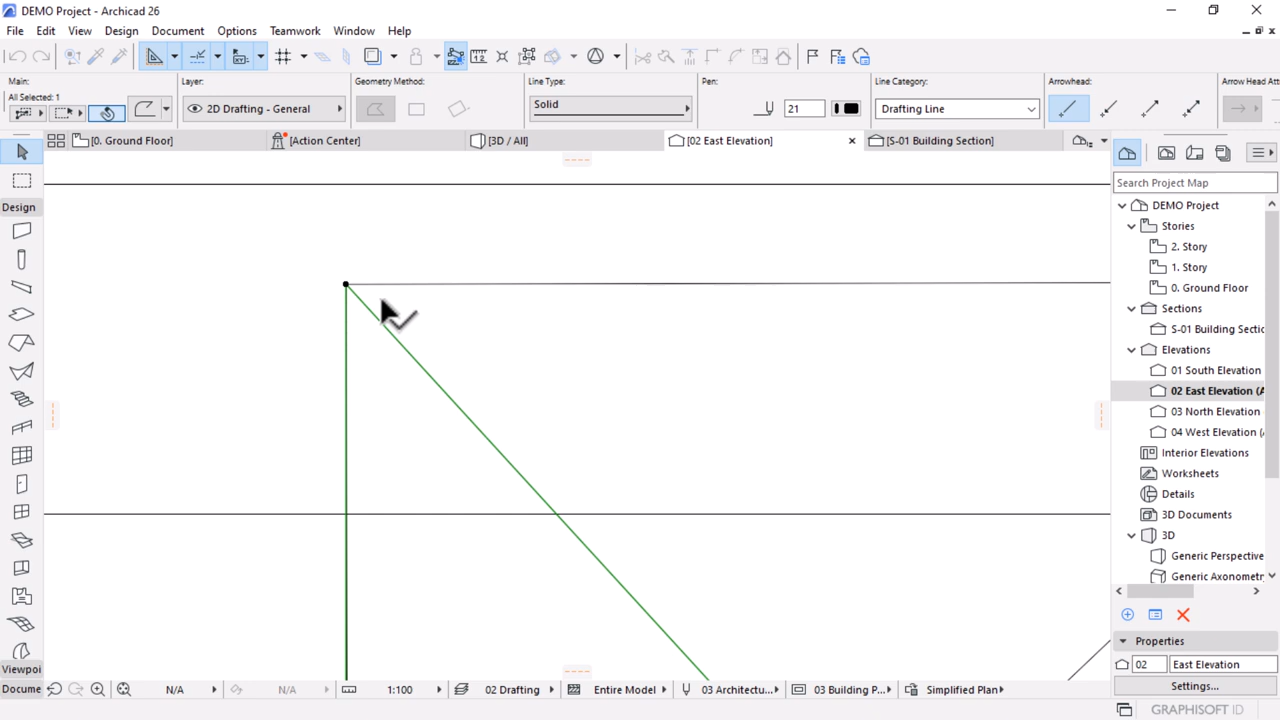 DEMO Project - Archicad 26
File Edit View Design Document Options Teamwork Window Help
Main: Layer: Geometry Method: Line Type: Pen: Line Category: Arrowhead: Arrow Head Att
All Selected: 1
2D Drafting - General
Solid
21
Drafting Line
[0. Ground Floor]
[Action Center]
[3D / All]
[02 East Elevation]
[S-01 Building Section]
Search Project Map
Design
DEMO Project
Stories
2. Story
1. Story
0. Ground Floor
Sections
S-01 Building Sectic
Elevations
01 South Elevation
02 East Elevation (A
03 North Elevation
04 West Elevation (
Interior Elevations
Worksheets
Details
3D Documents
3D
Generic Perspective
Generic Axonometr
Properties
02 East Elevation
Settings...
GRAPHISOFT ID
Viewpoi
Docume
N/A
N/A
1:100
02 Drafting
Entire Model
03 Architectu...
03 Building P...
Simplified Plan